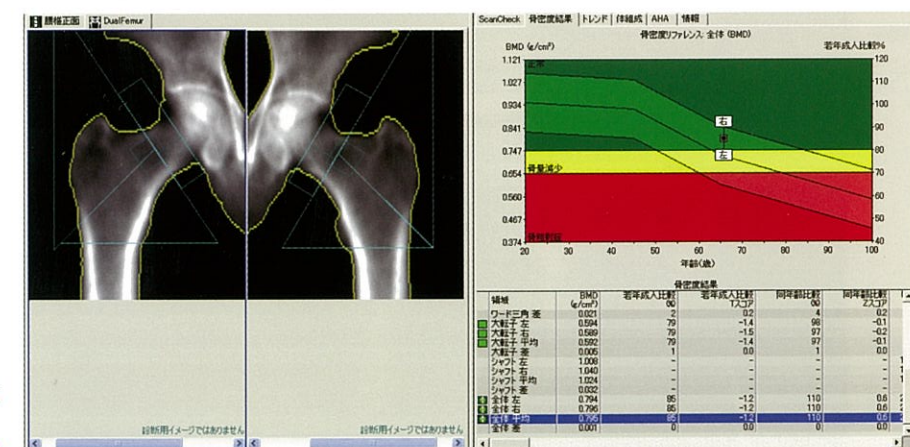 腰椎正面 DualFemur
診断用イメージではありません 診断用イメージではありません
ScanCheck 骨密度結果 トレンド 体組成 AHA 情報
骨密度リファレンス: 全体 (BMD)
BMD (g/cm²) 若年成人比較%
1.121 正常 120
1.027 110
0.934 100
右
0.841 90
0.747 左 80
骨量減少
0.654 70
0.560 60
0.467 50
0.374 40
20 30 40 50 60 70 80 90 100
年齢(歳)
骨密度結果
領域 BMD (g/cm²) 若年成人比較 (%) 若年成人比較 Tスコア 同年齢比較 (%) 同年齢比較 Zスコア
ワード三角 差 0.021 2 0.2 4 0.2
大転子 左 0.594 79 -1.4 98 -0.1
大転子 右 0.589 79 -1.5 97 -0.2
大転子 平均 0.592 79 -1.4 97 -0.1
大転子 差 0.005 1 0.0 1 0.0
シャフト 左 1.008 - - - -
シャフト 右 1.040 - - - -
シャフト 平均 1.024 - - - -
シャフト 差 0.032 - - - -
全体 左 0.794 85 -1.2 110 0.6
全体 右 0.796 85 -1.2 110 0.6
全体 平均 0.795 85 -1.2 110 0.6
全体 差 0.001 0 0.0 0 0.0